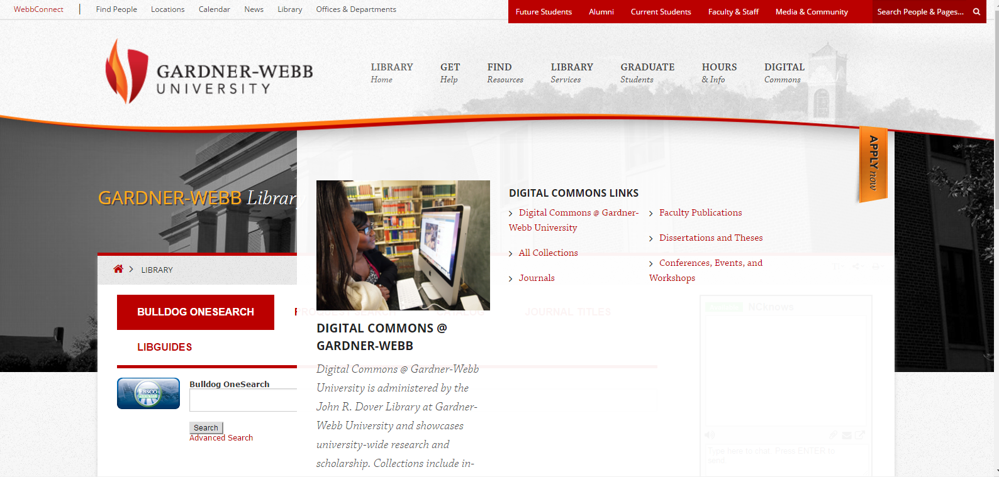 WebbConnect
Find People
Locations
Calendar
News
Library
Offices & Departments
Future Students
Alumni
Current Students
Faculty & Staff
Media & Community
Search People & Pages...
GARDNER-WEBB
UNIVERSITY
LIBRARY
Home
GET
Help
FIND
Resources
LIBRARY
Services
GRADUATE
Students
HOURS
& Info
DIGITAL
Commons
APPLY now
GARDNER-WEBB Library
DIGITAL COMMONS LINKS
Digital Commons @ Gardner-
Webb University
All Collections
Journals
Faculty Publications
Dissertations and Theses
Conferences, Events, and
Workshops
LIBRARY
BULLDOG ONESEARCH
PROQUEST SEARCH
CATALOG
JOURNAL TITLES
LIBGUIDES
NCknows
DIGITAL COMMONS @
GARDNER-WEBB
Digital Commons @ Gardner-Webb
University is administered by the
John R. Dover Library at Gardner-
Webb University and showcases
university-wide research and
scholarship. Collections include in-
EBSCO
Bulldog OneSearch
Search
Advanced Search
Type here to chat. Press ENTER to
send.